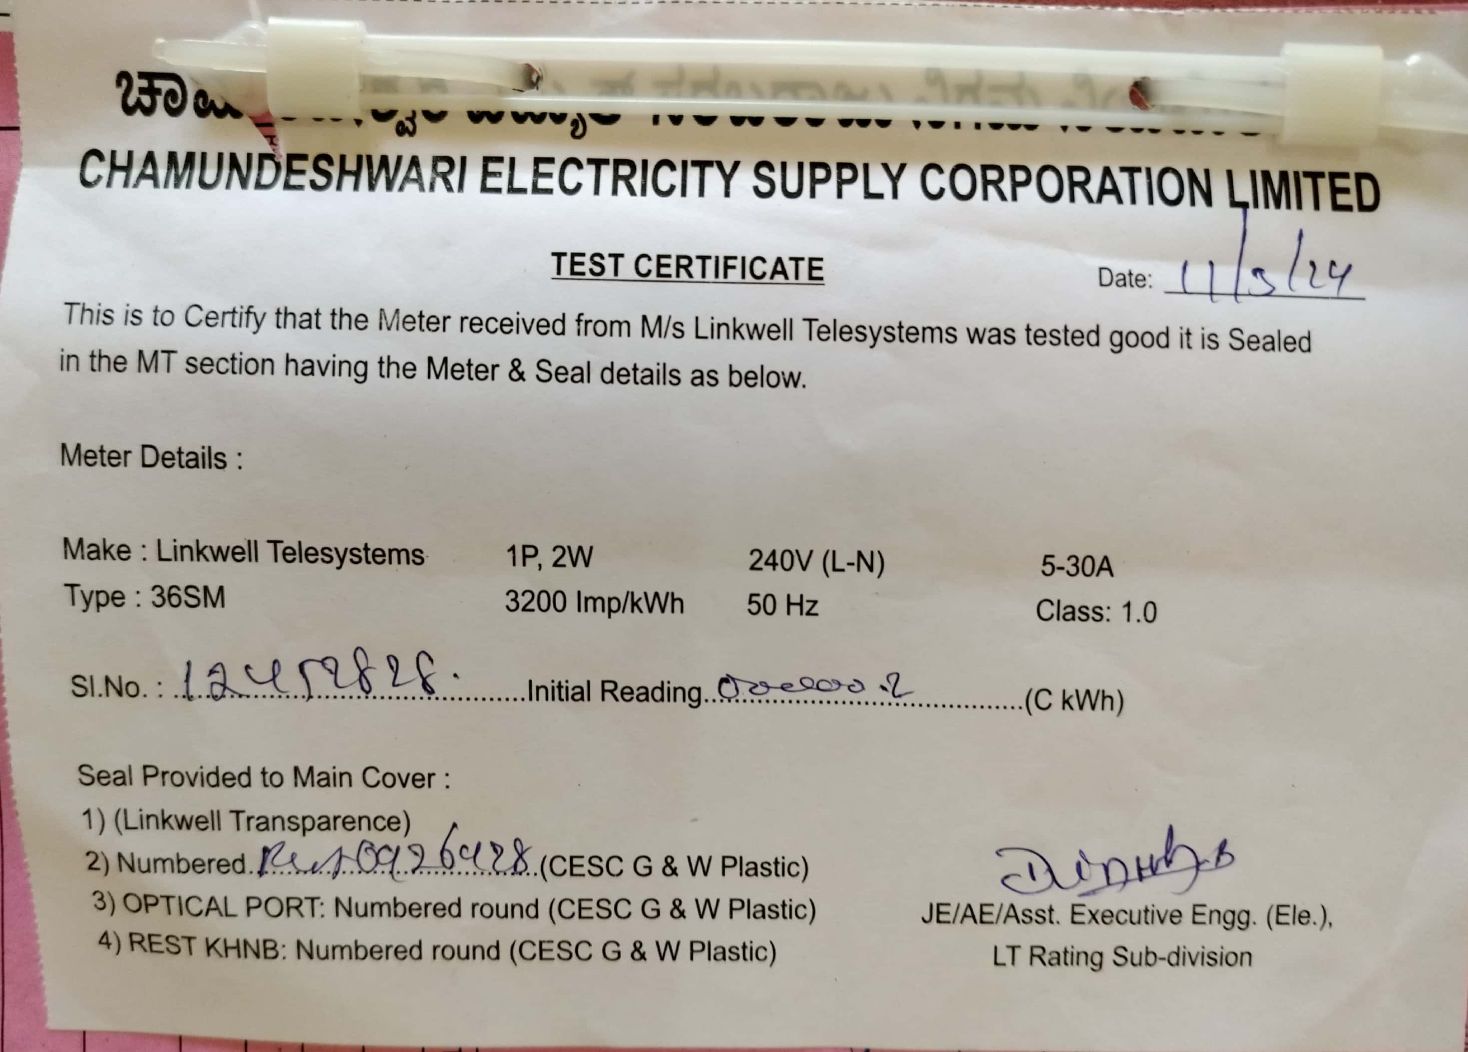 CHAMUNDESHWARI ELECTRICITY SUPPLY CORPORATION LIMITED
TEST CERTIFICATE
Date: 11/3/24
This is to Certify that the Meter received from M/s Linkwell Telesystems was tested good it is Sealed
in the MT section having the Meter & Seal details as below.
Meter Details :
Make : Linkwell Telesystems 1P, 2W 240V (L-N) 5-30A
Type : 36SM 3200 Imp/kWh 50 Hz Class: 1.0
Sl.No. : 12452828. Initial Reading 000000.2 (C kWh)
Seal Provided to Main Cover :
1) (Linkwell Transparence)
2) Numbered (CESC G & W Plastic)
3) OPTICAL PORT: Numbered round (CESC G & W Plastic)
4) REST KHNB: Numbered round (CESC G & W Plastic)
JE/AE/Asst. Executive Engg. (Ele.),
LT Rating Sub-division